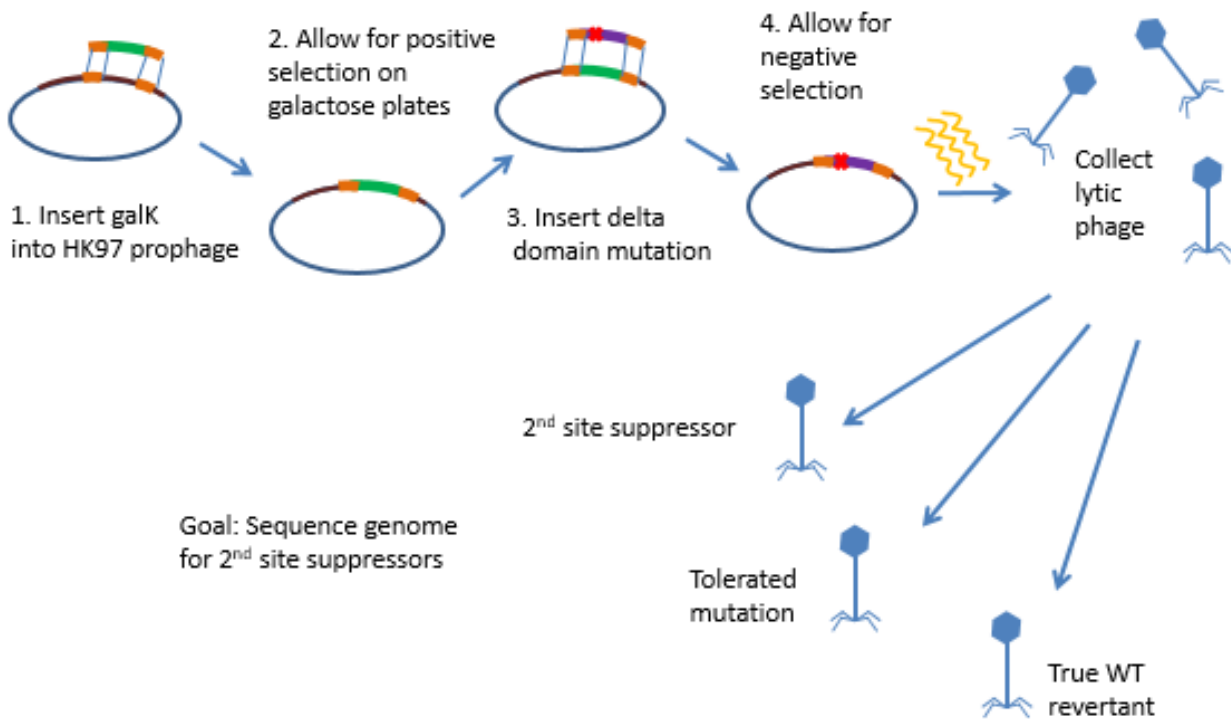 1. Insert galK
into HK97 prophage
2. Allow for positive
selection on
galactose plates
3. Insert delta
domain mutation
4. Allow for
negative
selection
Collect
lytic
phage
2nd site suppressor
Tolerated
mutation
True WT
revertant
Goal: Sequence genome
for 2nd site suppressors